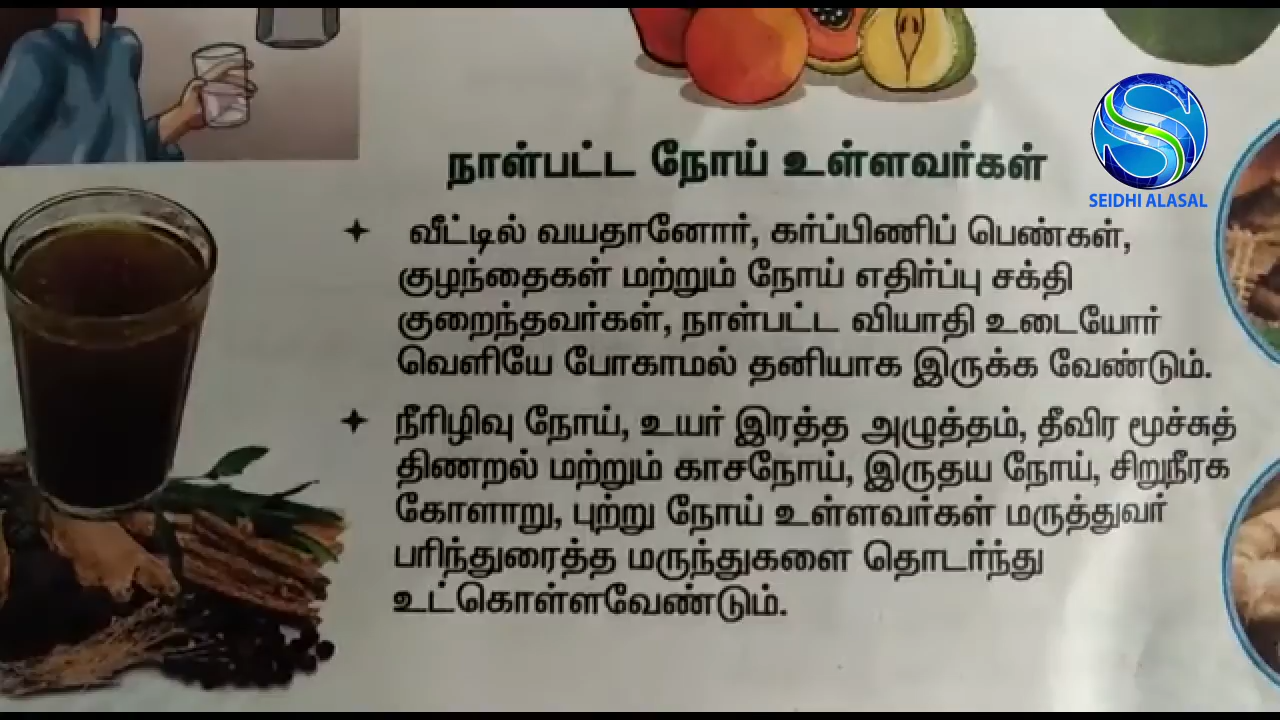 நாள்பட்ட நோய் உள்ளவர்கள்
SEIDHI ALASAL
வீட்டில் வயதானோர், கர்ப்பிணிப் பெண்கள்,
குழந்தைகள் மற்றும் நோய் எதிர்ப்பு சக்தி
குறைந்தவர்கள், நாள்பட்ட வியாதி உடையோர்
வெளியே போகாமல் தனியாக இருக்க வேண்டும்.
நீரிழிவு நோய், உயர் இரத்த அழுத்தம், தீவிர மூச்சுத்
திணறல் மற்றும் காசநோய், இருதய நோய், சிறுநீரக
கோளாறு, புற்று நோய் உள்ளவர்கள் மருத்துவர்
பரிந்துரைத்த மருந்துகளை தொடர்ந்து
உட்கொள்ளவேண்டும்.